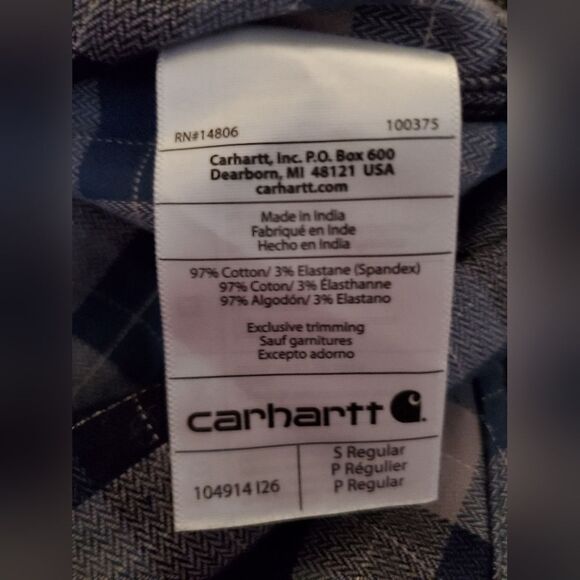 RN#14806 100375
Carhartt, Inc. P.O. Box 600
Dearborn, MI 48121 USA
carhartt.com
Made in India
Fabriqué en Inde
Hecho en India
97% Cotton/ 3% Elastane (Spandex)
97% Coton/ 3% Élasthanne
97% Algodón/ 3% Elastano
Exclusive trimming
Sauf garnitures
Excepto adorno
carhartt
S Regular
P Régulier
104914 I26
P Regular